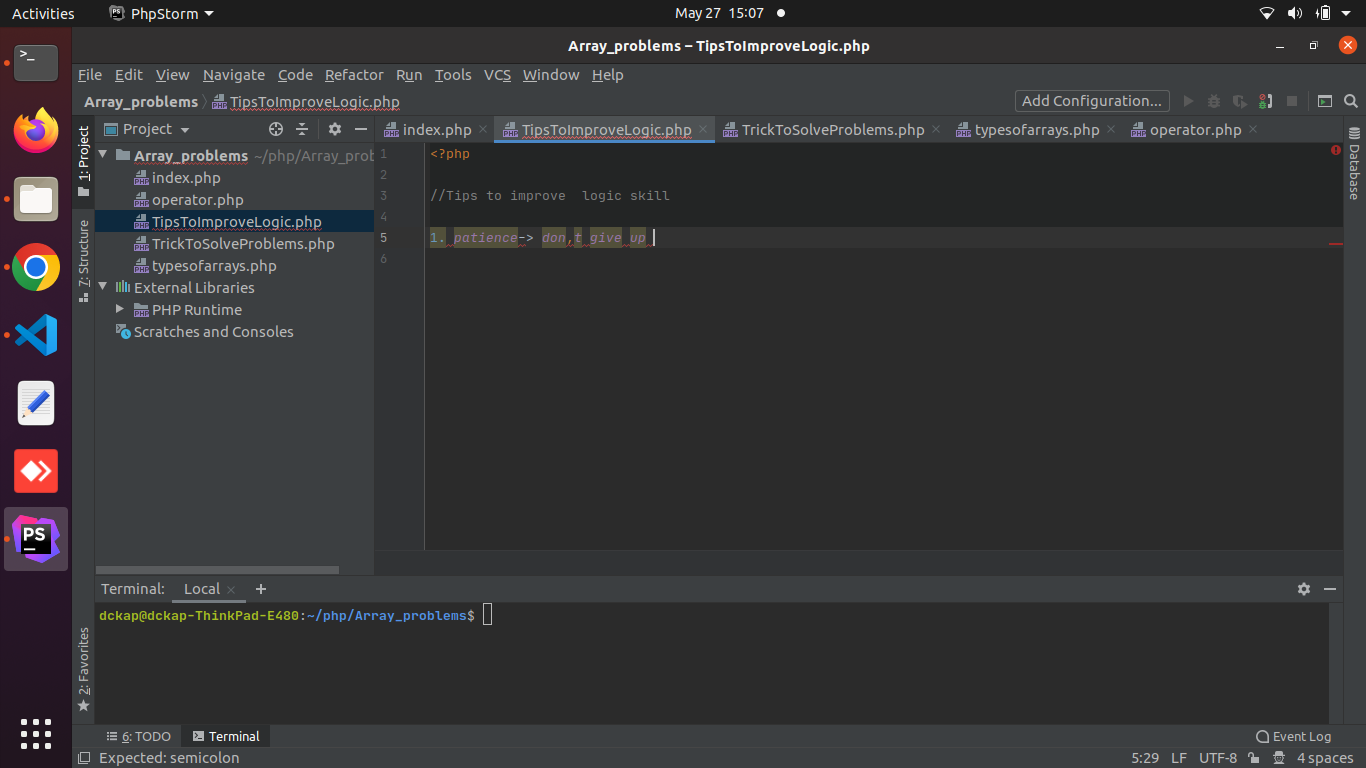 Activities PhpStorm May 27 15:07
Array_problems – TipsToImproveLogic.php
File Edit View Navigate Code Refactor Run Tools VCS Window Help
Array_problems TipsToImproveLogic.php Add Configuration...
1: Project
Project
index.php TipsToImproveLogic.php TrickToSolveProblems.php typesofarrays.php operator.php
Array_problems ~/php/Array_prob
index.php
operator.php
TipsToImproveLogic.php
TrickToSolveProblems.php
typesofarrays.php
External Libraries
PHP Runtime
Scratches and Consoles
7: Structure
1 <?php
2
3 //Tips to improve  logic skill
4
5 1. patience-> don,t give up
6
Database
Terminal: Local +
dckap@dckap-ThinkPad-E480:~/php/Array_problems$
2: Favorites
6: TODO Terminal Event Log
Expected: semicolon 5:29 LF UTF-8 4 spaces
PS